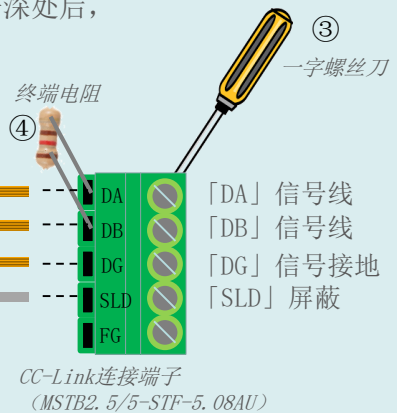 深处后，
③
一字螺丝刀
终端电阻
④
DA 「DA」信号线
DB 「DB」信号线
DG 「DG」信号接地
SLD 「SLD」屏蔽
FG
CC-Link连接端子
（MSTB2.5/5-STF-5.08AU）